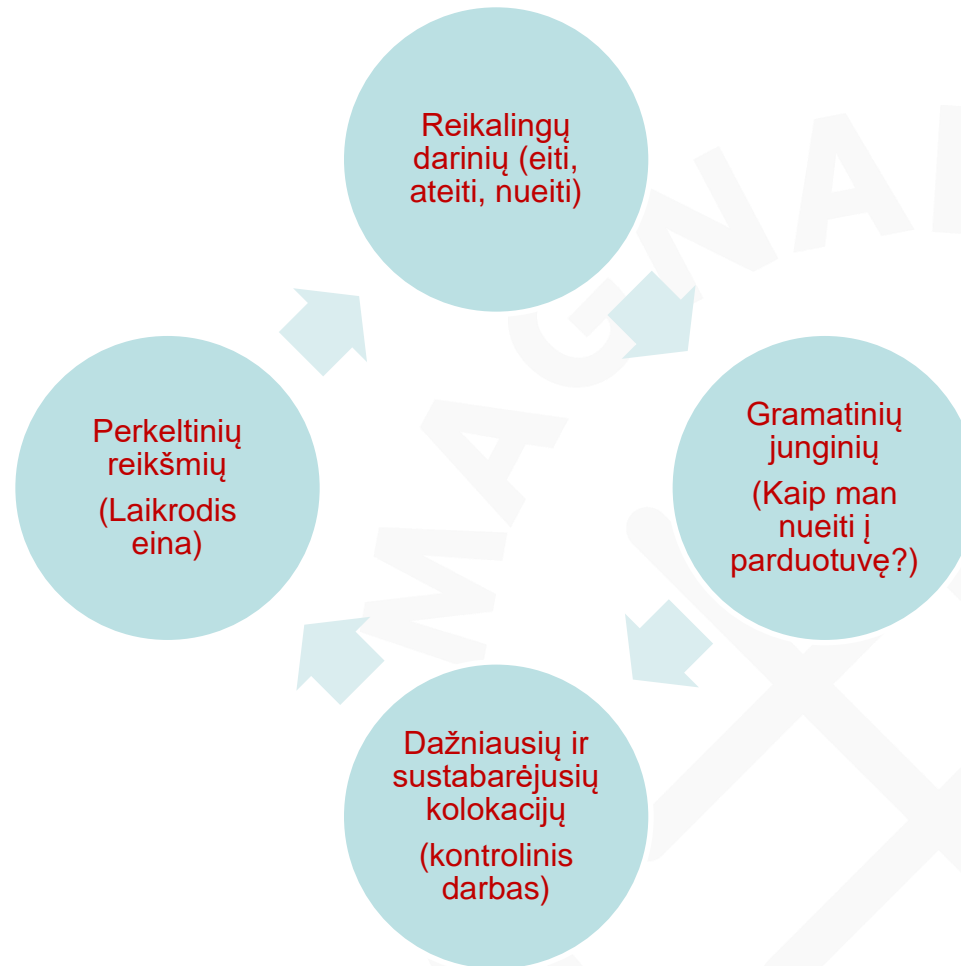 Reikalingų
darinių (eiti,
ateiti, nueiti)
Gramatinių
junginių
(Kaip man
nueiti į
parduotuvę?)
Dažniausių ir
sustabarėjusių
kolokacijų
(kontrolinis
darbas)
Perkeltinių
reikšmių
(Laikrodis
eina)
MAGNA